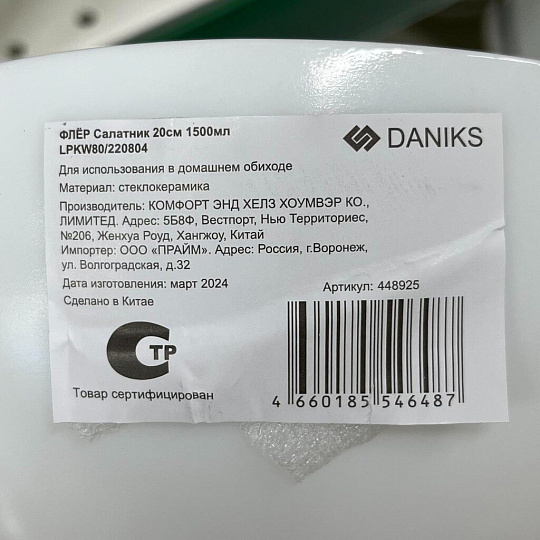 ФЛЁР Салатник 20см 1500мл
LPKW80/220804
DANIKS
Для использования в домашнем обиходе
Материал: стеклокерамика
Производитель: КОМФОРТ ЭНД ХЕЛЗ ХОУМВЭР КО.,
ЛИМИТЕД. Адрес: 5Б8Ф, Вестпорт, Нью Территориес,
№206, Женхуа Роуд, Хангжоу, Китай
Импортер: ООО «ПРАЙМ». Адрес: Россия, г.Воронеж,
ул. Волгоградская, д.32
Дата изготовления: март 2024
Артикул: 448925
Сделано в Китае
СТР
Товар сертифицирован
4 660185 546487